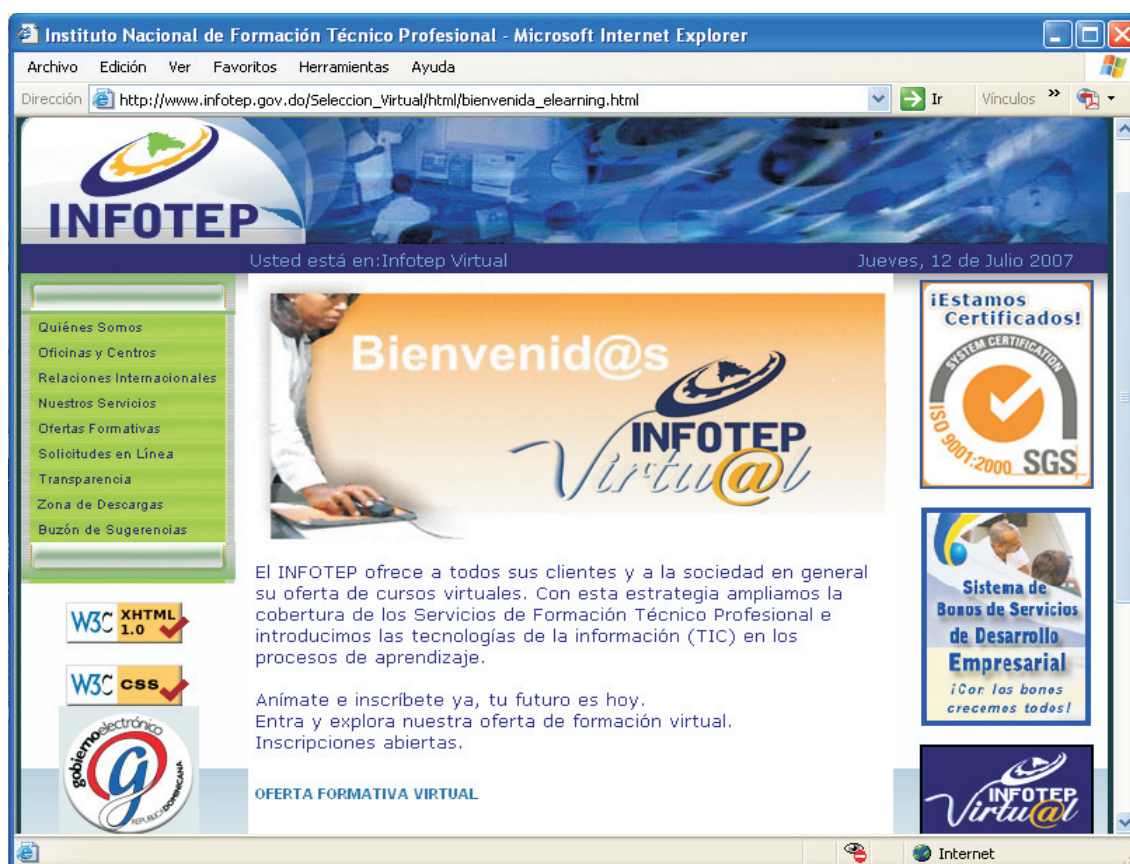 Instituto Nacional de Formación Técnico Profesional - Microsoft Internet Explorer
Archivo Edición Ver Favoritos Herramientas Ayuda
Dirección http://www.infotep.gov.do/Seleccion_Virtual/html/bienvenida_elearning.html Ir Vínculos »
INFOTEP
Usted está en:Infotep Virtual Jueves, 12 de Julio 2007
Quiénes Somos
Oficinas y Centros
Relaciones Internacionales
Nuestros Servicios
Ofertas Formativas
Solicitudes en Línea
Transparencia
Zona de Descargas
Buzón de Sugerencias
W3C XHTML
1.0
W3C css
gobiernoelectrónico
g
REPUBLICADOMINICANA
Bienvenid@s
INFOTEP
Virtu@l
El INFOTEP ofrece a todos sus clientes y a la sociedad en general
su oferta de cursos virtuales. Con esta estrategia ampliamos la
cobertura de los Servicios de Formación Técnico Profesional e
introducimos las tecnologías de la información (TIC) en los
procesos de aprendizaje.
Anímate e inscríbete ya, tu futuro es hoy.
Entra y explora nuestra oferta de formación virtual.
Inscripciones abiertas.
OFERTA FORMATIVA VIRTUAL
¡Estamos
Certificados!
SYSTEM CERTIFICATION
ISO 9001:2000 SGS
Sistema de
Bonos de Servicios
de Desarrollo
Empresarial
¡Con los bonos
crecemos todos!
INFOTEP
Virtu@l
Internet